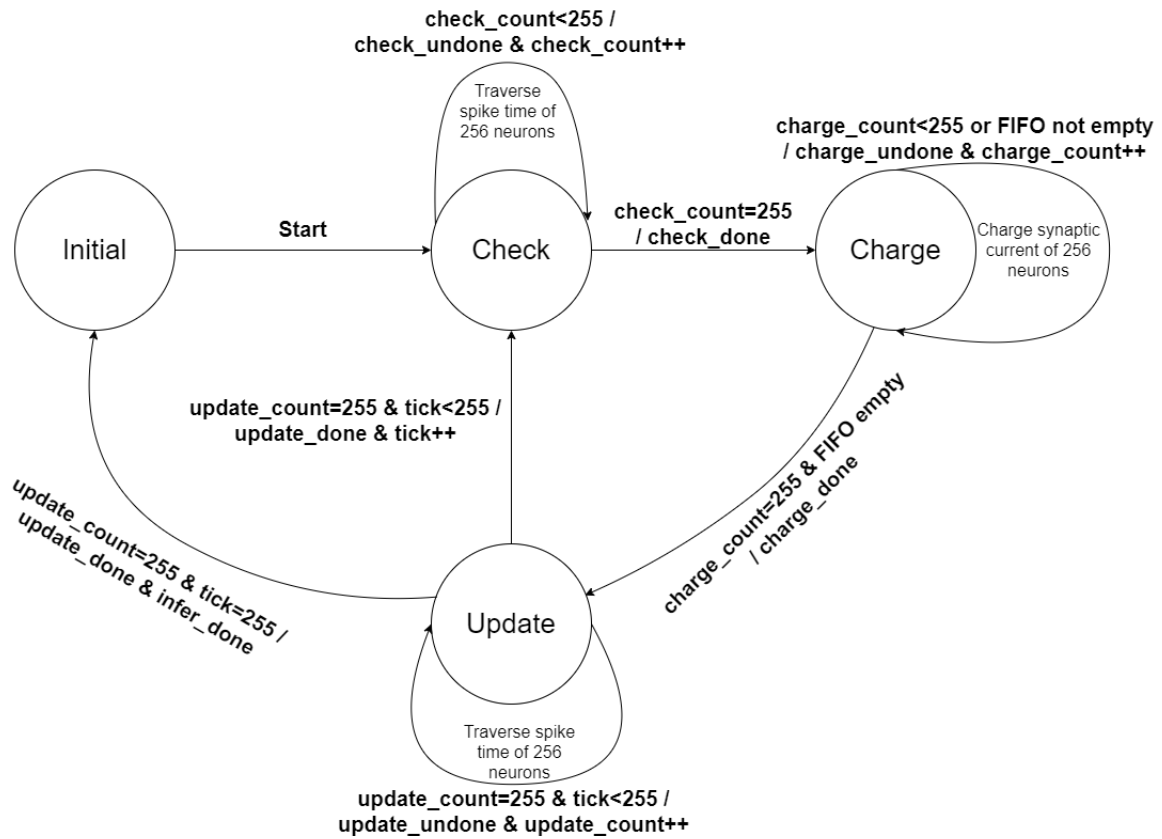 check_count<255 /
check_undone & check_count++
Traverse
spike time of
256 neurons
charge_count<255 or FIFO not empty
/ charge_undone & charge_count++
Initial
Start
Check
check_count=255
/ check_done
Charge
Charge synaptic
current of 256
neurons
update_count=255 & tick<255 /
update_done & tick++
charge_count=255 & FIFO empty
/ charge_done
update_count=255 & tick=255 /
update_done & infer_done
Update
Traverse spike
time of 256
neurons
update_count=255 & tick<255 /
update_undone & update_count++